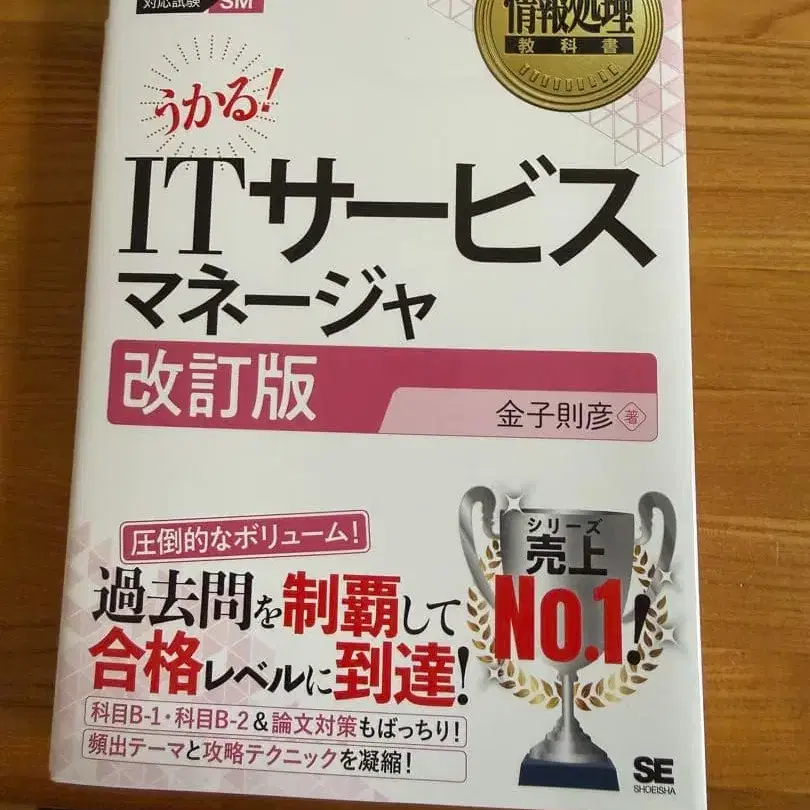 対応試験 SM
情報処理
教科書
うかる!
ITサービス
マネージャ
改訂版
金子則彦 著
圧倒的なボリューム!
過去問を制覇して
合格レベルに到達!
科目B-1・科目B-2&論文対策もばっちり!
頻出テーマと攻略テクニックを凝縮!
シリーズ
売上
No.1!
SE
SHOEISHA